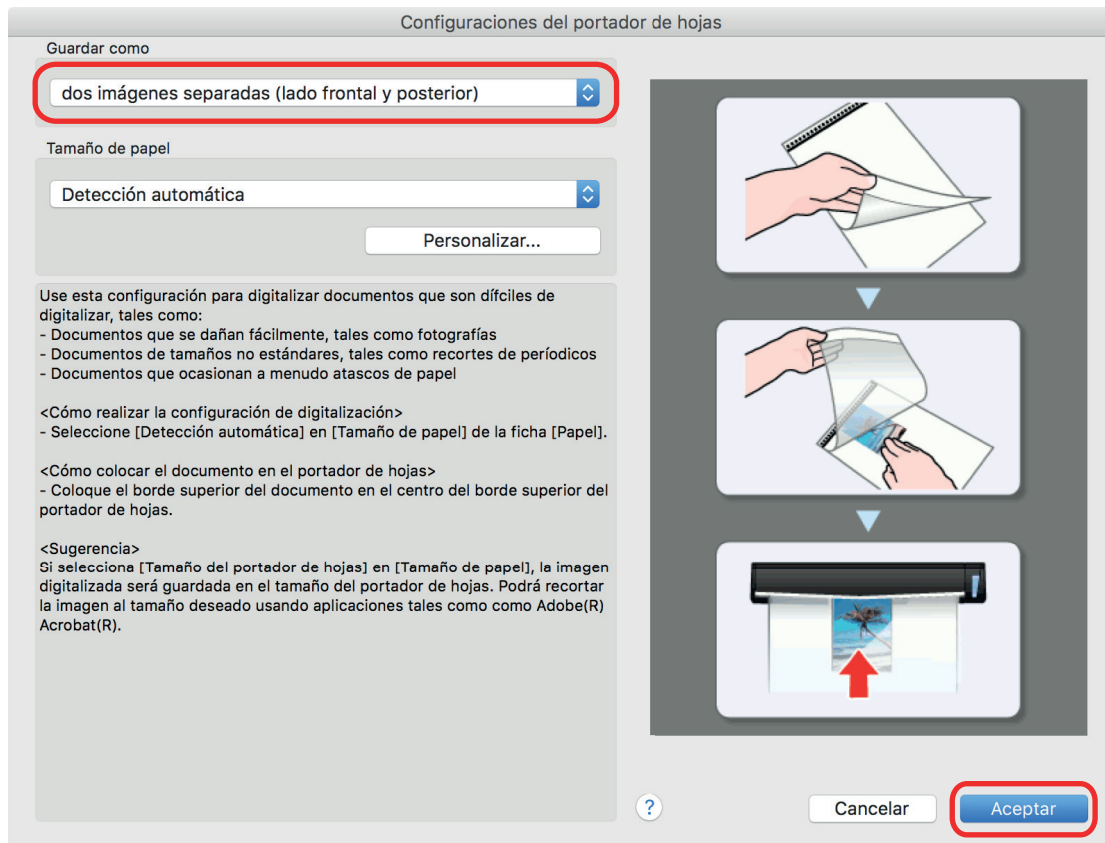 Configuraciones del portador de hojas
Guardar como
dos imágenes separadas (lado frontal y posterior)
Tamaño de papel
Detección automática
Personalizar...
Use esta configuración para digitalizar documentos que son difíciles de
digitalizar, tales como:
- Documentos que se dañan fácilmente, tales como fotografías
- Documentos de tamaños no estándares, tales como recortes de períodicos
- Documentos que ocasionan a menudo atascos de papel
<Cómo realizar la configuración de digitalización>
- Seleccione [Detección automática] en [Tamaño de papel] de la ficha [Papel].
<Cómo colocar el documento en el portador de hojas>
- Coloque el borde superior del documento en el centro del borde superior del
portador de hojas.
<Sugerencia>
Si selecciona [Tamaño del portador de hojas] en [Tamaño de papel], la imagen
digitalizada será guardada en el tamaño del portador de hojas. Podrá recortar
la imagen al tamaño deseado usando aplicaciones tales como como Adobe(R)
Acrobat(R).
?
Cancelar
Aceptar